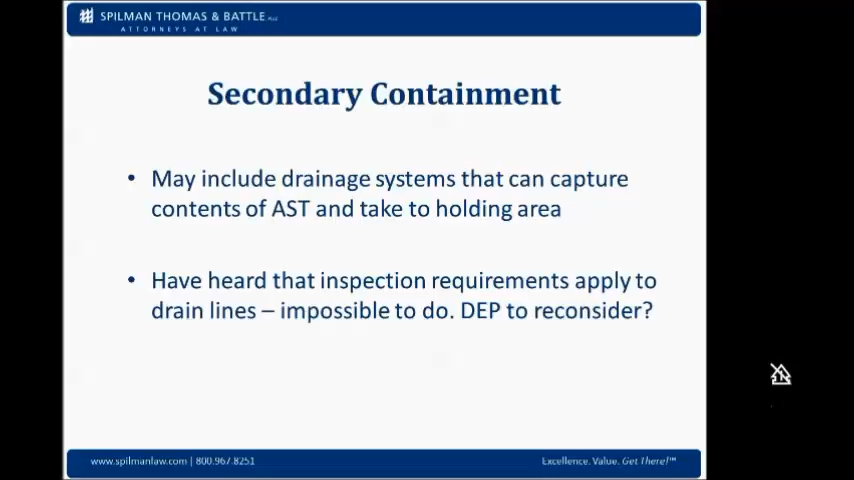 SPILMAN THOMAS & BATTLE PLLC
ATTORNEYS AT LAW
Secondary Containment
• May include drainage systems that can capture
contents of AST and take to holding area
• Have heard that inspection requirements apply to
drain lines – impossible to do. DEP to reconsider?
www.spilmanlaw.com | 800.967.8251
Excellence. Value. Get There!℠